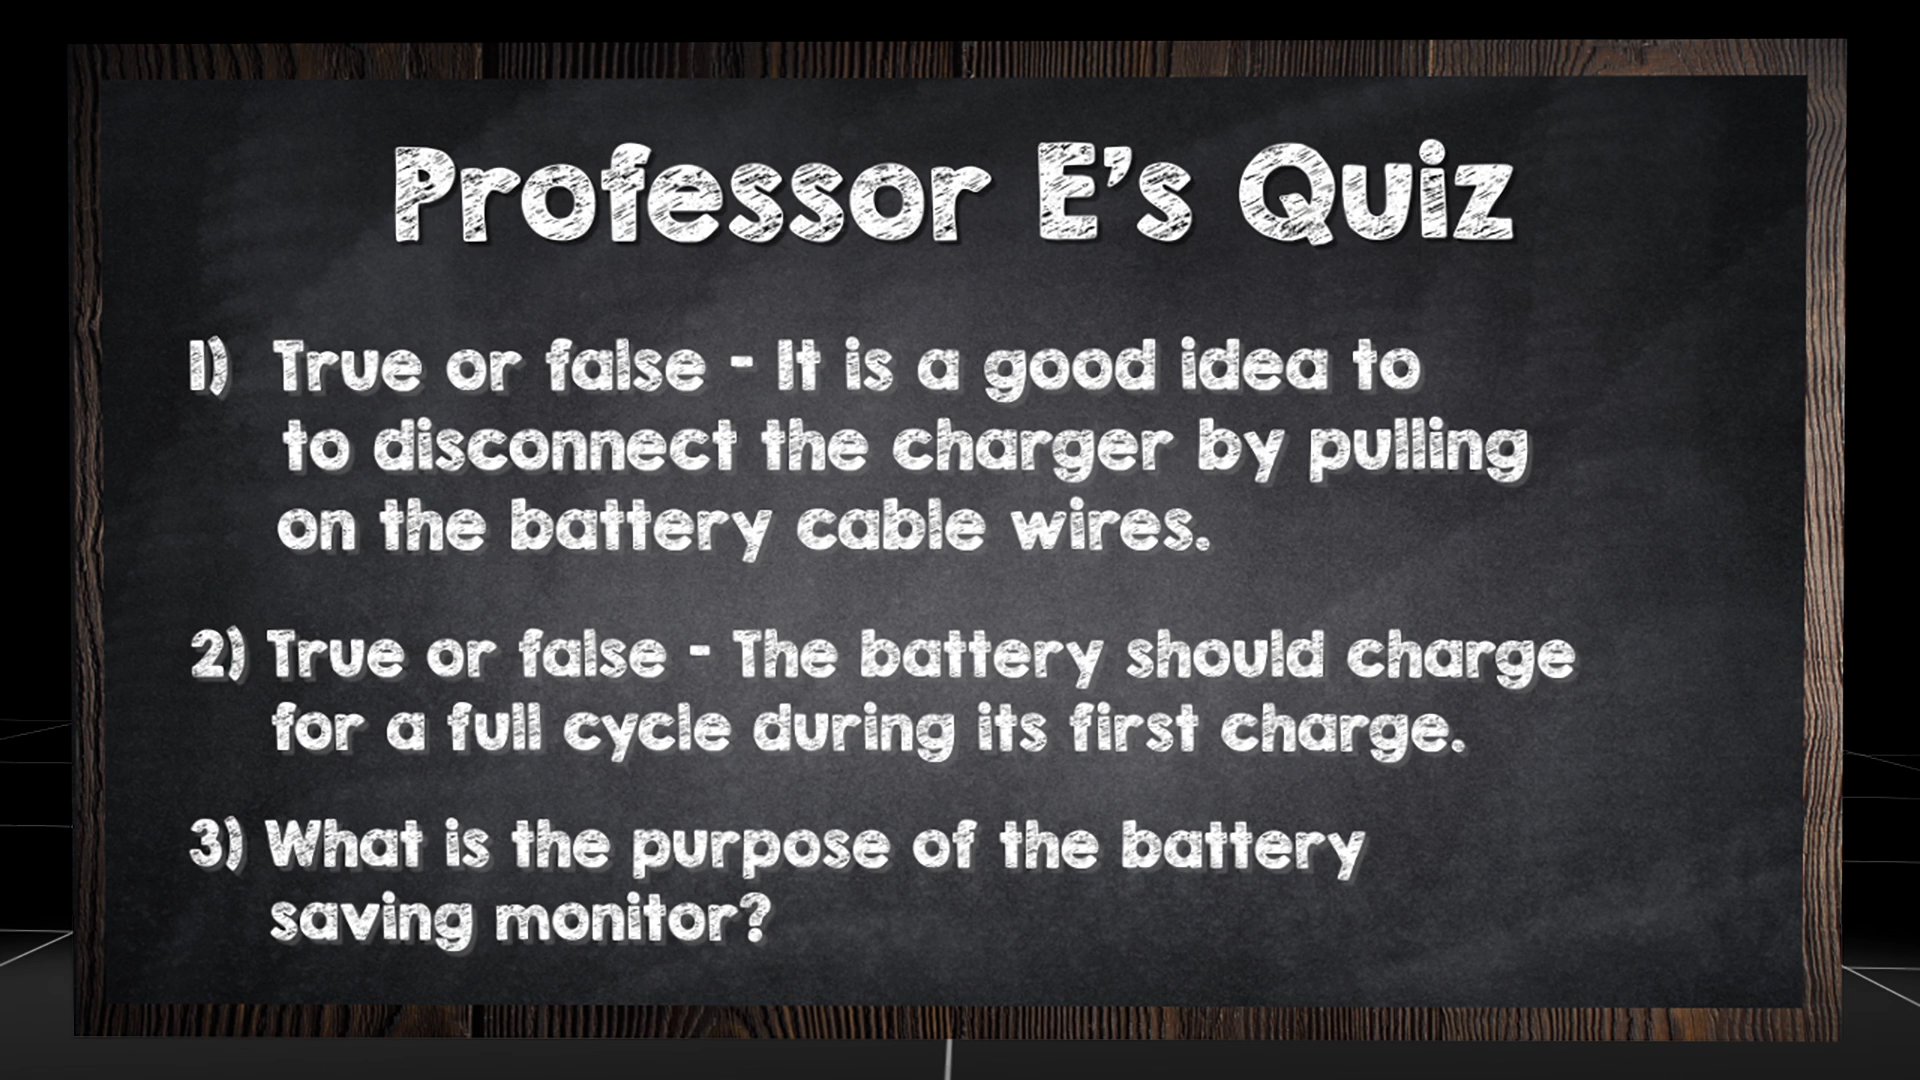 Professor E's Quiz
1) True or false - It is a good idea to
to disconnect the charger by pulling
on the battery cable wires.
2) True or false - The battery should charge
for a full cycle during its first charge.
3) What is the purpose of the battery
saving monitor?